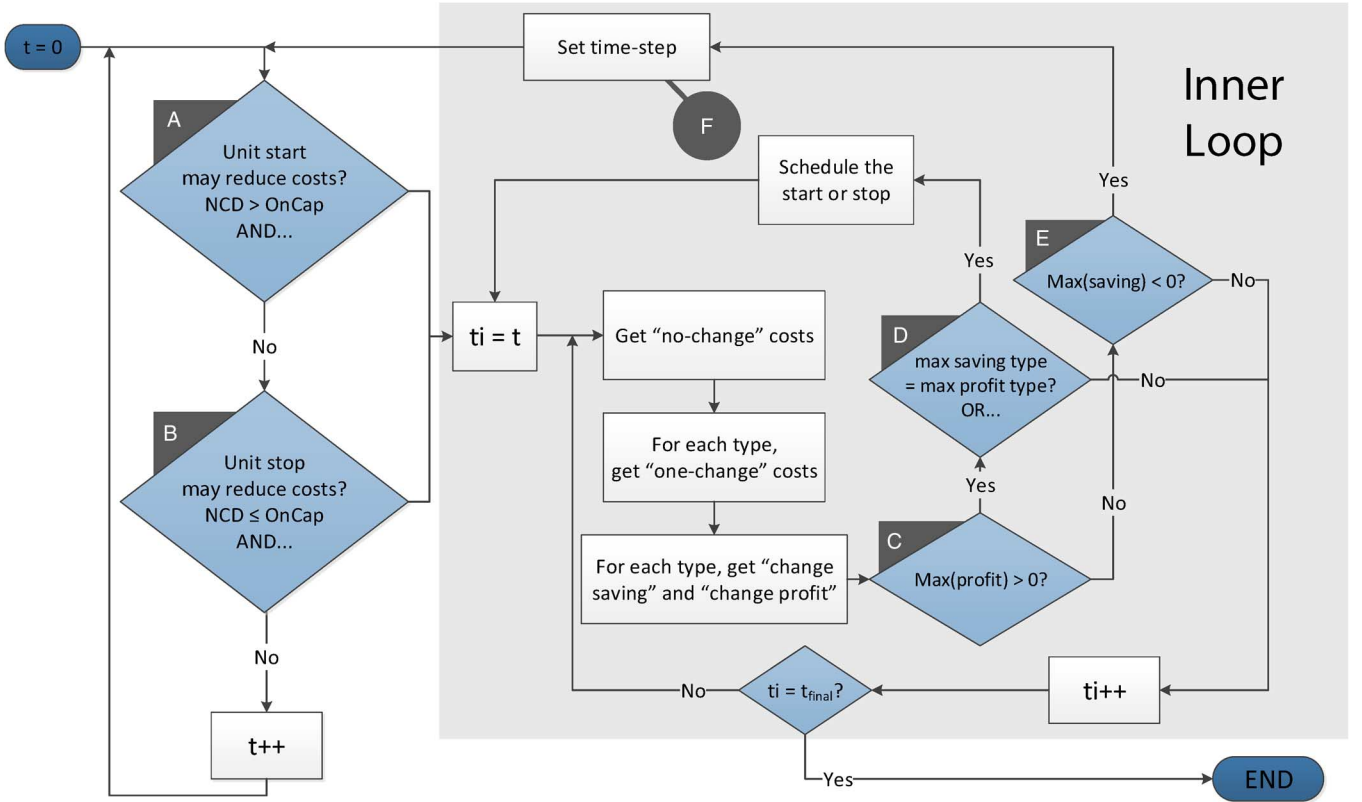 t = 0
Set time-step
F
Inner
Loop
A
Unit start
may reduce costs?
NCD > OnCap
AND...
No
B
Unit stop
may reduce costs?
NCD ≤ OnCap
AND...
No
t++
ti = t
Schedule the
start or stop
Get “no-change” costs
For each type,
get “one-change” costs
For each type, get “change
saving” and “change profit”
C
Max(profit) > 0?
Yes
No
D
max saving type
= max profit type?
OR...
Yes
No
E
Max(saving) < 0?
Yes
No
ti++
ti = tfinal?
No
Yes
END